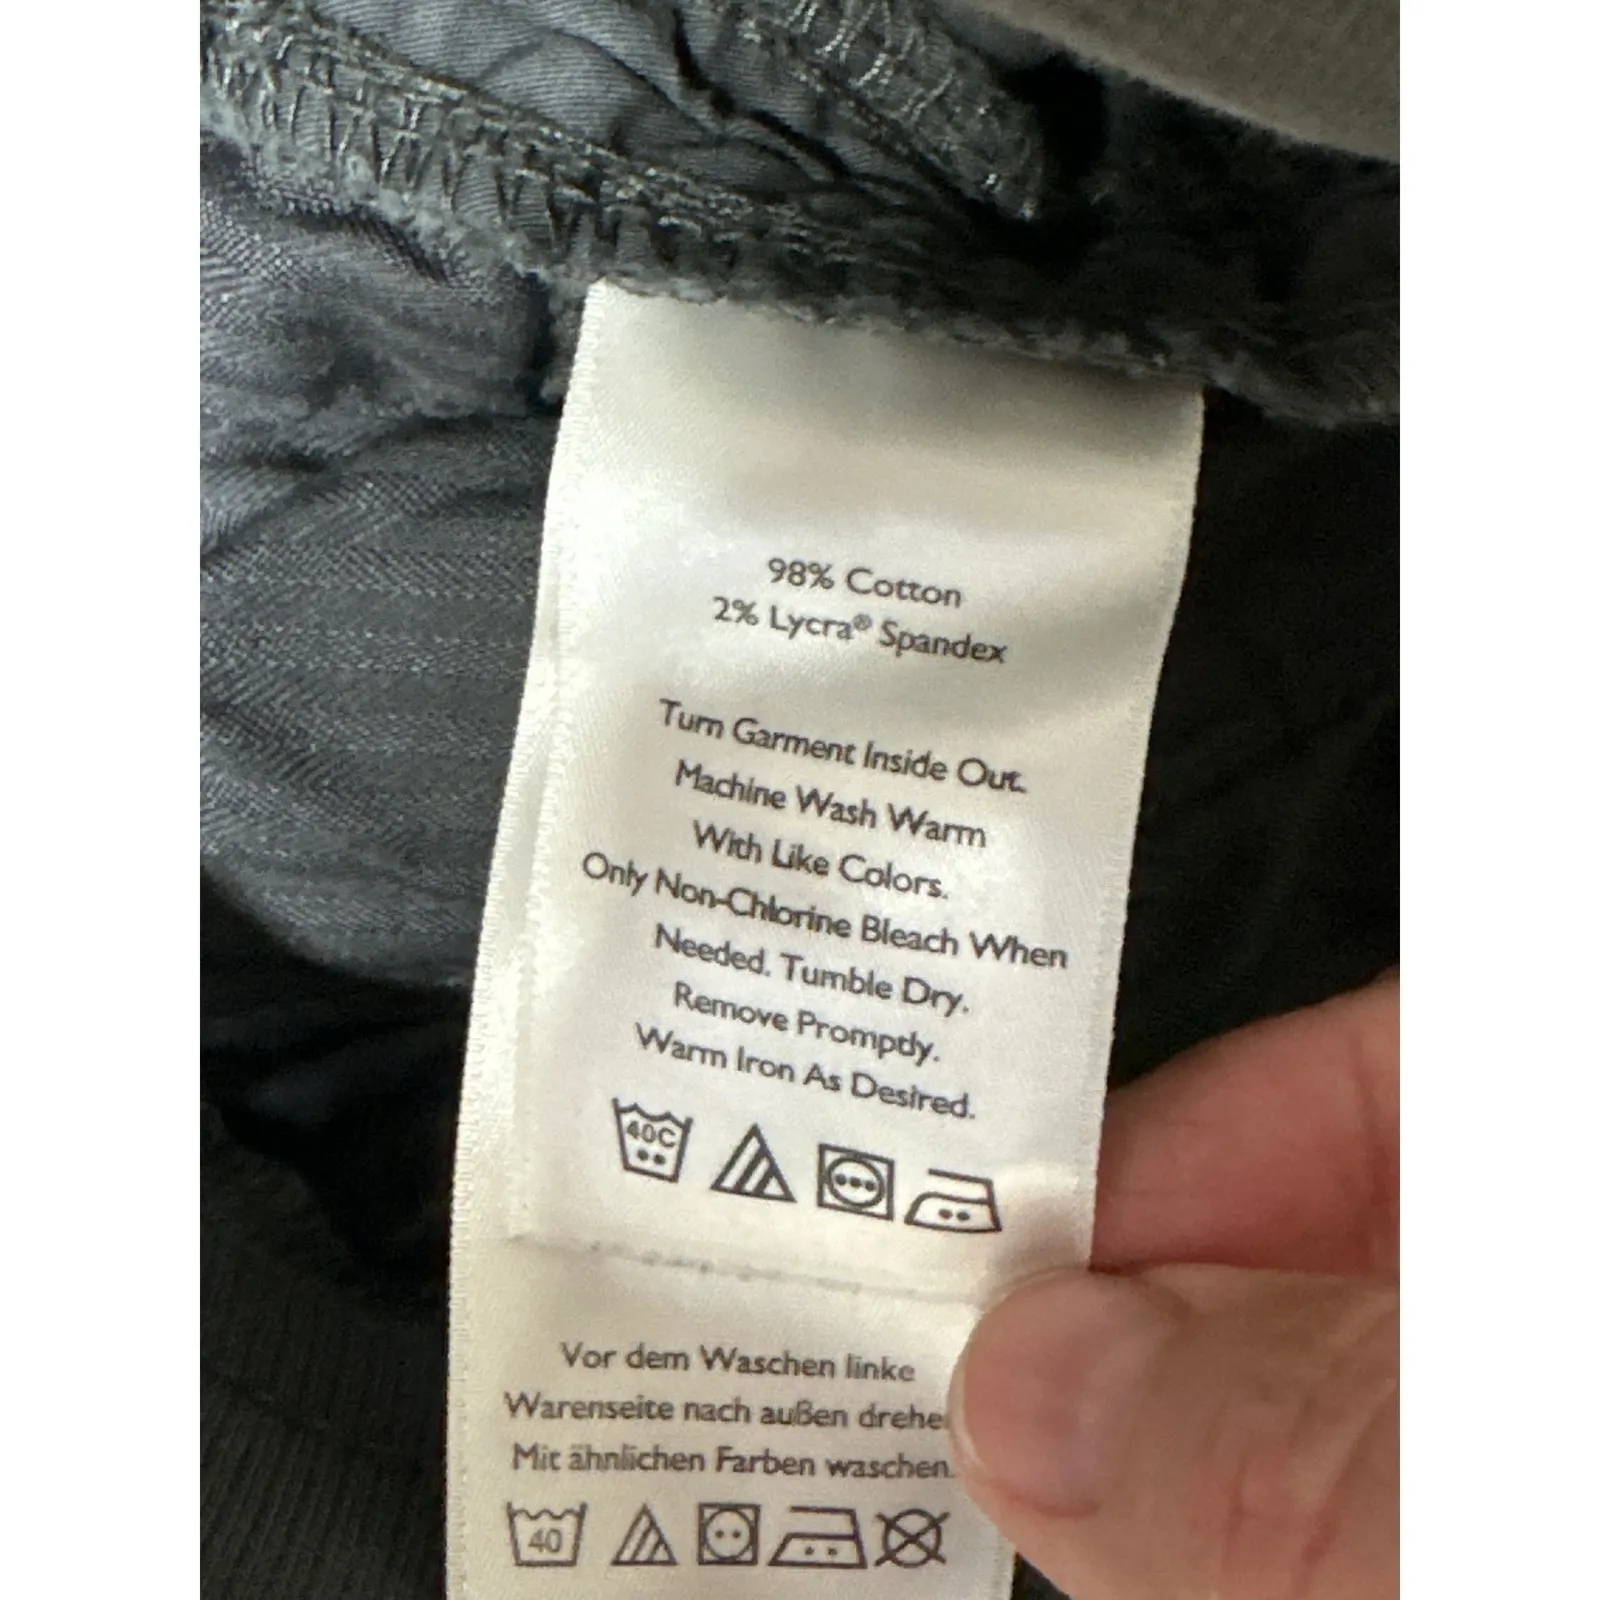 98% Cotton
2% Lycra® Spandex
Turn Garment Inside Out.
Machine Wash Warm
With Like Colors.
Only Non-Chlorine Bleach When
Needed. Tumble Dry.
Remove Promptly.
Warm Iron As Desired.
40C
Vor dem Waschen linke
Warenseite nach außen drehe
Mit ähnlichen Farben waschen.
40